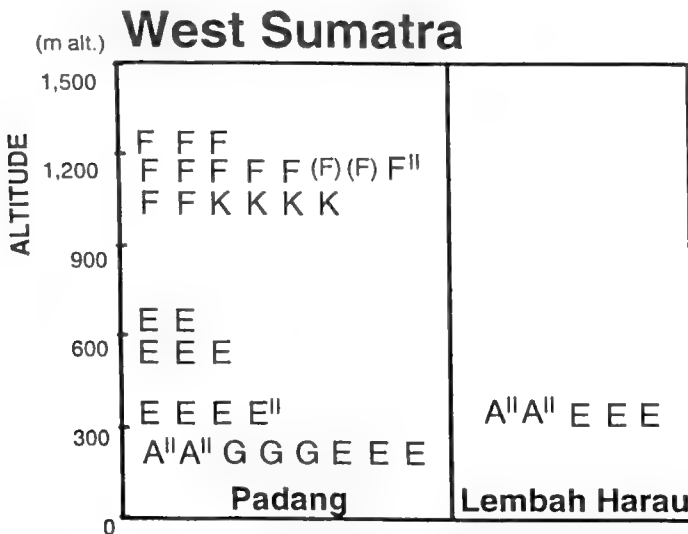 West Sumatra
(m alt.)
1,500
F F F
1,200
F F F F F (F) (F) F"
F F K K K K
ALTITUDE
900
E E
600
E E E
E E E E" A" A" E E E
300
A" A" G G G E E E
Padang Lembah Harau
0